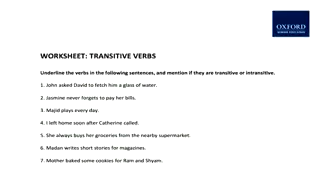 OXFORD
WORKSHEET: TRANSITIVE VERBS
Underline the verbs in the following sentences, and mention if they are transitive or intransitive.
1. John asked David to fetch him a glass of water.
2. Jasmine never forgets to pay her bills.
3. Majid plays every day.
4. I left home soon after Catherine called.
5. She always buys her groceries from the nearby supermarket.
6. Madan writes short stories for magazines.
7. Mother baked some cookies for Ram and Shyam.